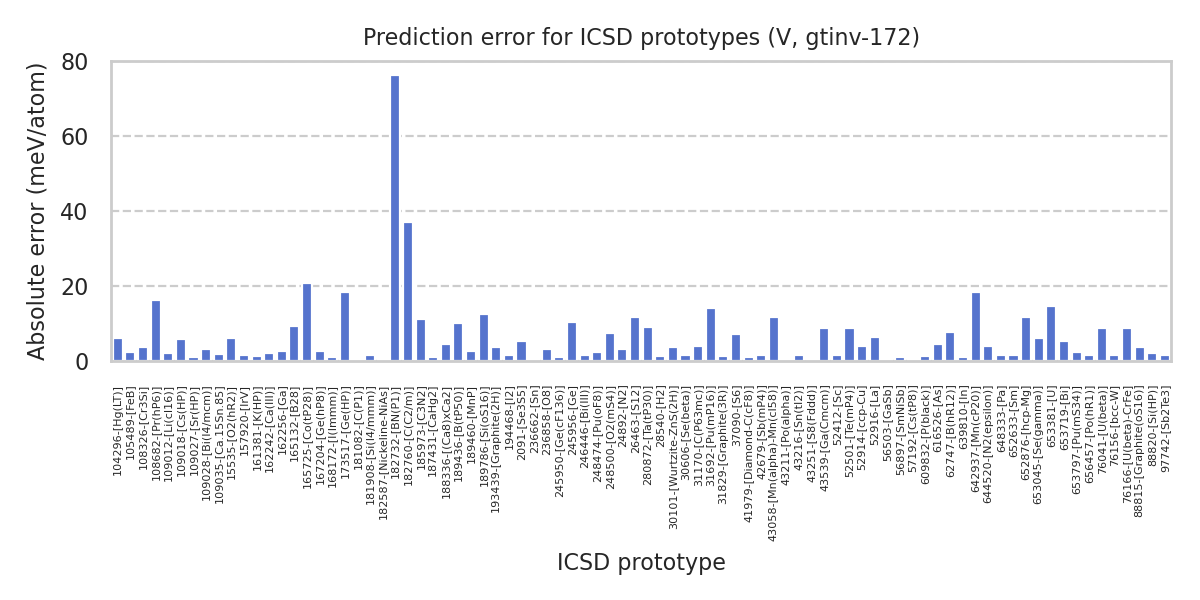 Prediction error for ICSD prototypes (V, gtinv-172)
Absolute error (meV/atom)
80
60
40
20
0
104296-[Hg(LT)]
105489-[FeB]
108326-[Cr3Si]
108682-[Pr(hP6)]
109012-[Li(cI16)]
109018-[Cs(HP)]
109027-[Sr(HP)]
109028-[Bi(I4/mcm)]
109035-[Ca.15Sn.85]
15535-[O2(hR2)]
157920-[IrV]
161381-[K(HP)]
162242-[Ca(III)]
162256-[Ga]
165132-[B28]
165725-[Co(tP28)]
167204-[Ge(hP8)]
168172-[I(Immm)]
173517-[Ge(HP)]
181082-[C(P1)]
181908-[Si(I4/mmm)]
182587-[Nickeline-NiAs]
182732-[BN(P1)]
182760-[C(C2/m)]
185973-[C3N2]
187431-[CaHg2]
188336-[(Ca8)xCa2]
189436-[B(tP50)]
189460-[MnP]
189786-[Si(oS16)]
193439-[Graphite(2H)]
194468-[I2]
2091-[Se3S5]
236662-[Sn]
236858-[O8]
245950-[Ge(cF136)]
245956-[Ge]
246446-[Bi(III)]
248474-[Pu(oF8)]
248500-[O2(mS4)]
24892-[N2]
26463-[S12]
280872-[Ta(tP30)]
28540-[H2]
30101-[Wurtzite-ZnS(2H)]
30606-[Se(beta)]
31170-[C(P63mc)]
31692-[Pu(mP16)]
31829-[Graphite(3R)]
37090-[S6]
41979-[Diamond-C(cF8)]
42679-[Sb(mP4)]
43058-[Mn(alpha)-Mn(cI58)]
43211-[Po(alpha)]
43216-[Sn(tI2)]
43251-[S8(Fddd)]
43539-[Ga(Cmcm)]
52412-[Sc]
52501-[Te(mP4)]
52914-[ccp-Cu]
52916-[La]
56503-[GaSb]
56897-[SmNiSb]
57192-[Cs(tP8)]
609832-[P(black)]
616526-[As]
62747-[B(hR12)]
639810-[In]
642937-[Mn(cP20)]
644520-[N2(epsilon)]
648333-[Pa]
652633-[Sm]
652876-[hcp-Mg]
653045-[Se(gamma)]
653381-[U]
653719-[B]
653797-[Pu(mS34)]
656457-[Po(hR1)]
76041-[U(beta)]
76156-[bcc-W]
76166-[U(beta)-CrFe]
88815-[Graphite(oS16)]
88820-[Si(HP)]
97742-[Sb2Te3]
ICSD prototype